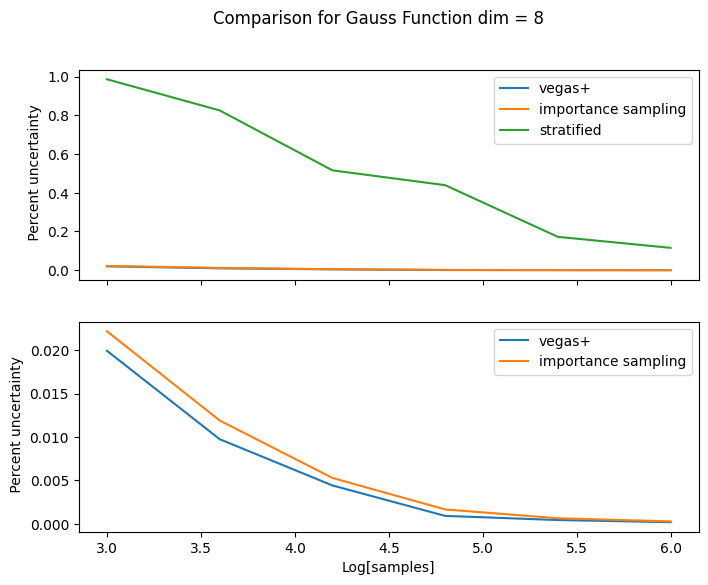 Comparison for Gauss Function dim = 8
Percent uncertainty
1.0
0.8
0.6
0.4
0.2
0.0
vegas+
importance sampling
stratified
Percent uncertainty
0.020
0.015
0.010
0.005
0.000
vegas+
importance sampling
3.0 3.5 4.0 4.5 5.0 5.5 6.0
Log[samples]